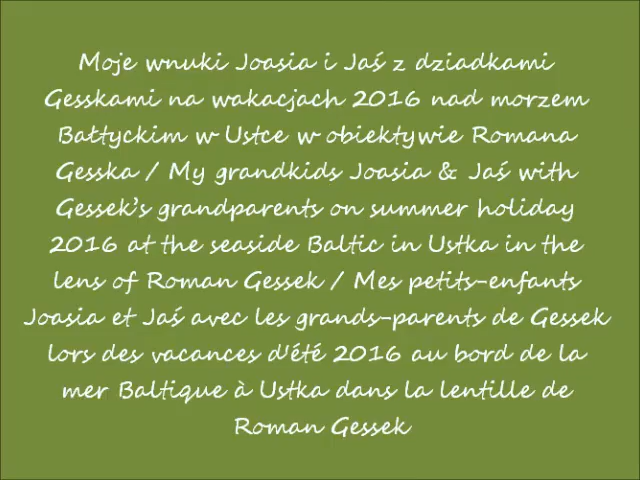 Moje wnuki Joasia i Jaś z dziadkami
Gesskami na wakacjach 2016 nad morzem
Bałtyckim w Ustce w obiektywie Romana
Gesska / My grandkids Joasia & Jaś with
Gessek's grandparents on summer holiday
2016 at the seaside Baltic in Ustka in the
lens of Roman Gessek / Mes petits-enfants
Joasia et Jaś avec les grands-parents de Gessek
lors des vacances d'été 2016 au bord de la
mer Baltique à Ustka dans la lentille de
Roman Gessek